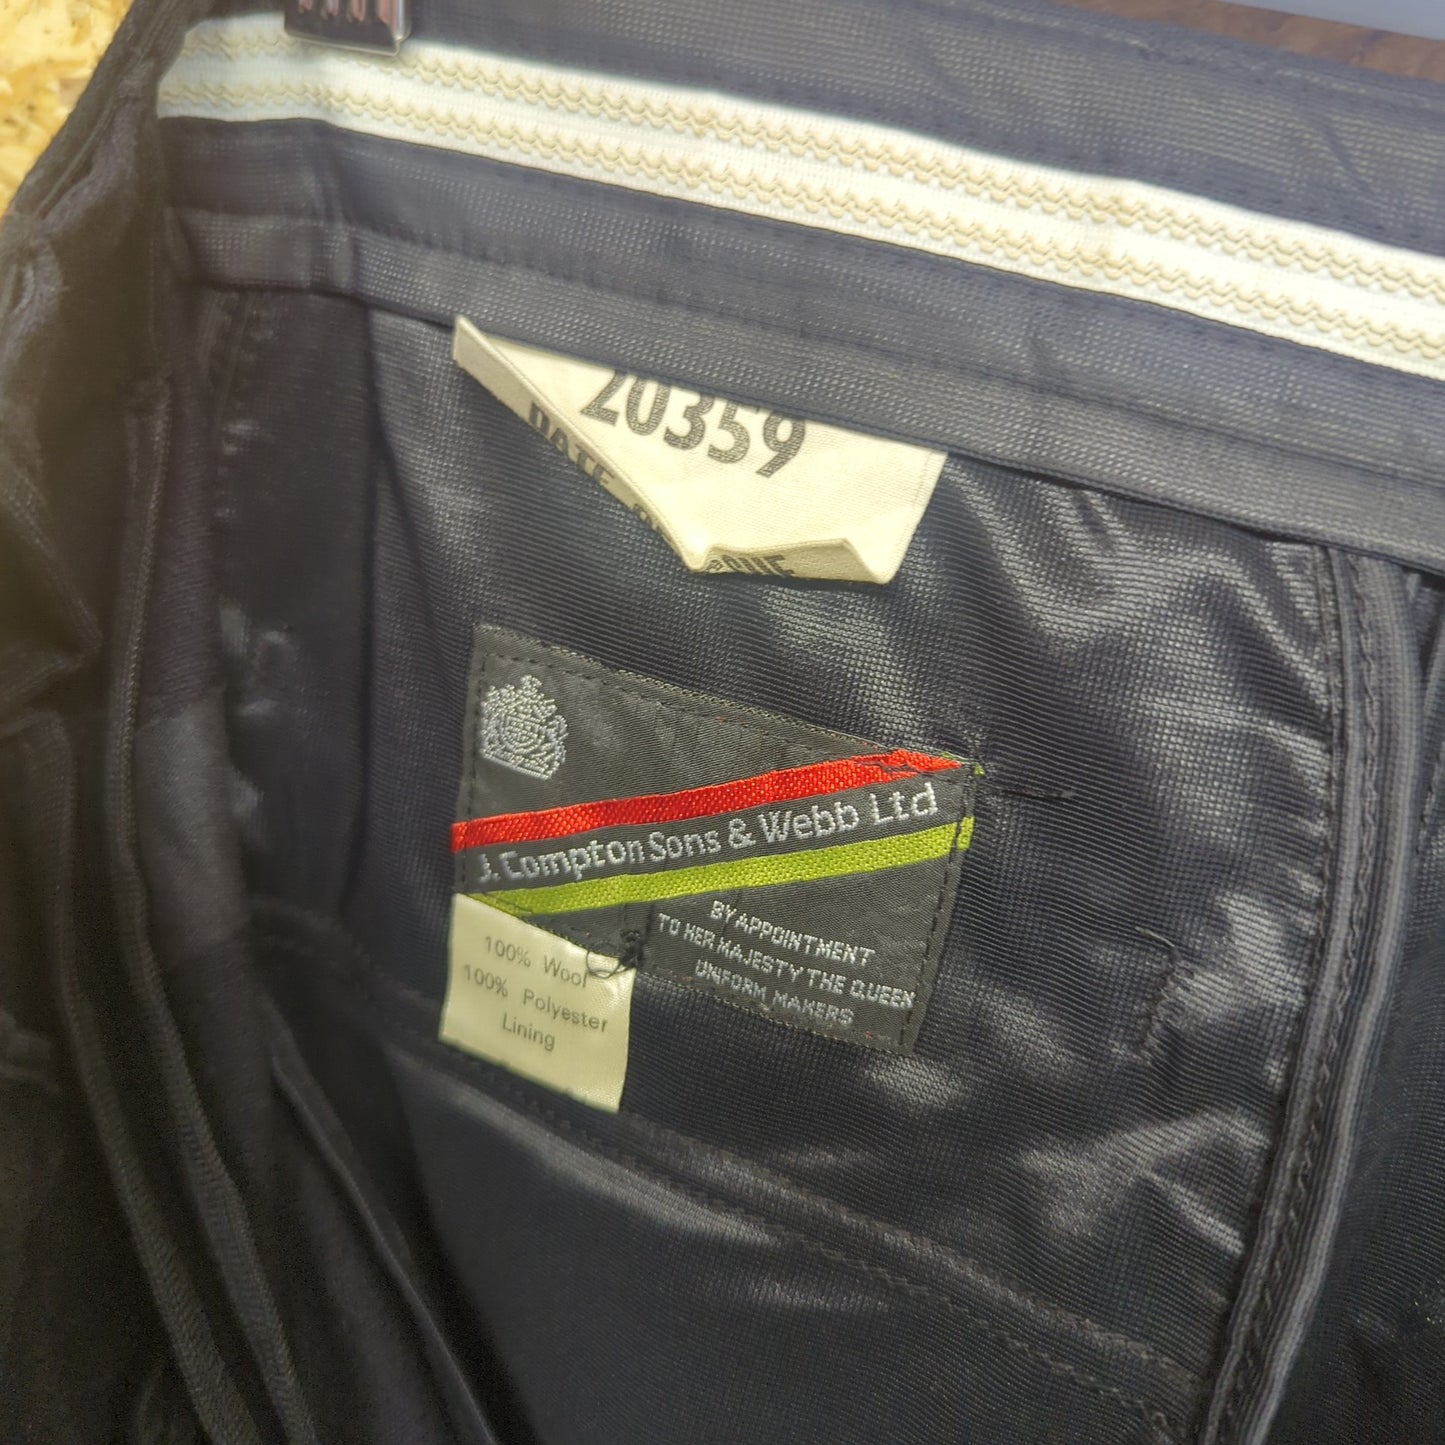 20359
DATE
J. Compton Sons & Webb Ltd
BY APPOINTMENT
TO HER MAJESTY THE QUEEN
UNIFORM MAKERS
100% Wool
100% Polyester
Lining